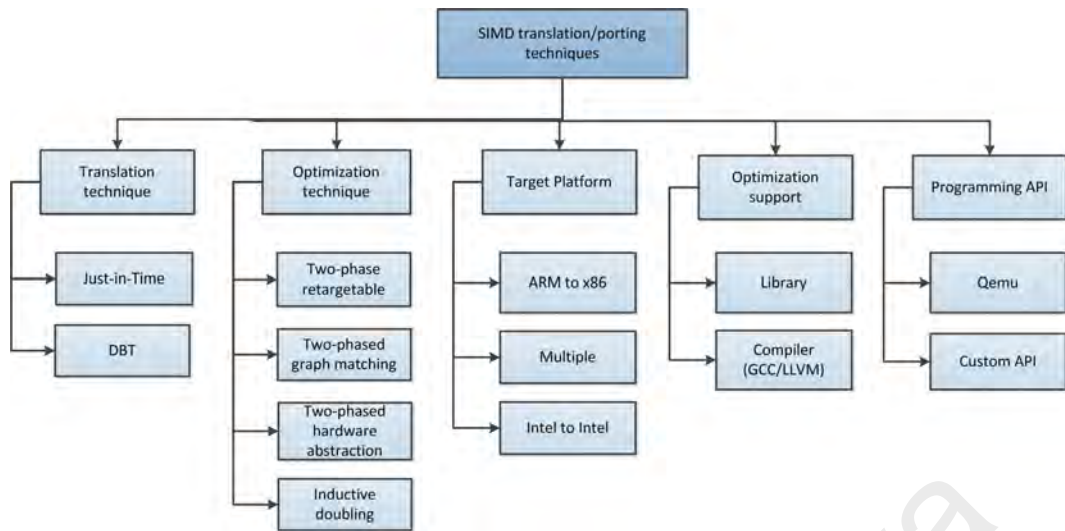 SIMD translation/porting
techniques
Translation
technique
Just-in-Time
DBT
Optimization
technique
Two-phase
retargetable
Two-phased
graph matching
Two-phased
hardware
abstraction
Inductive
doubling
Target Platform
ARM to x86
Multiple
Intel to Intel
Optimization
support
Library
Compiler
(GCC/LLVM)
Programming API
Qemu
Custom API